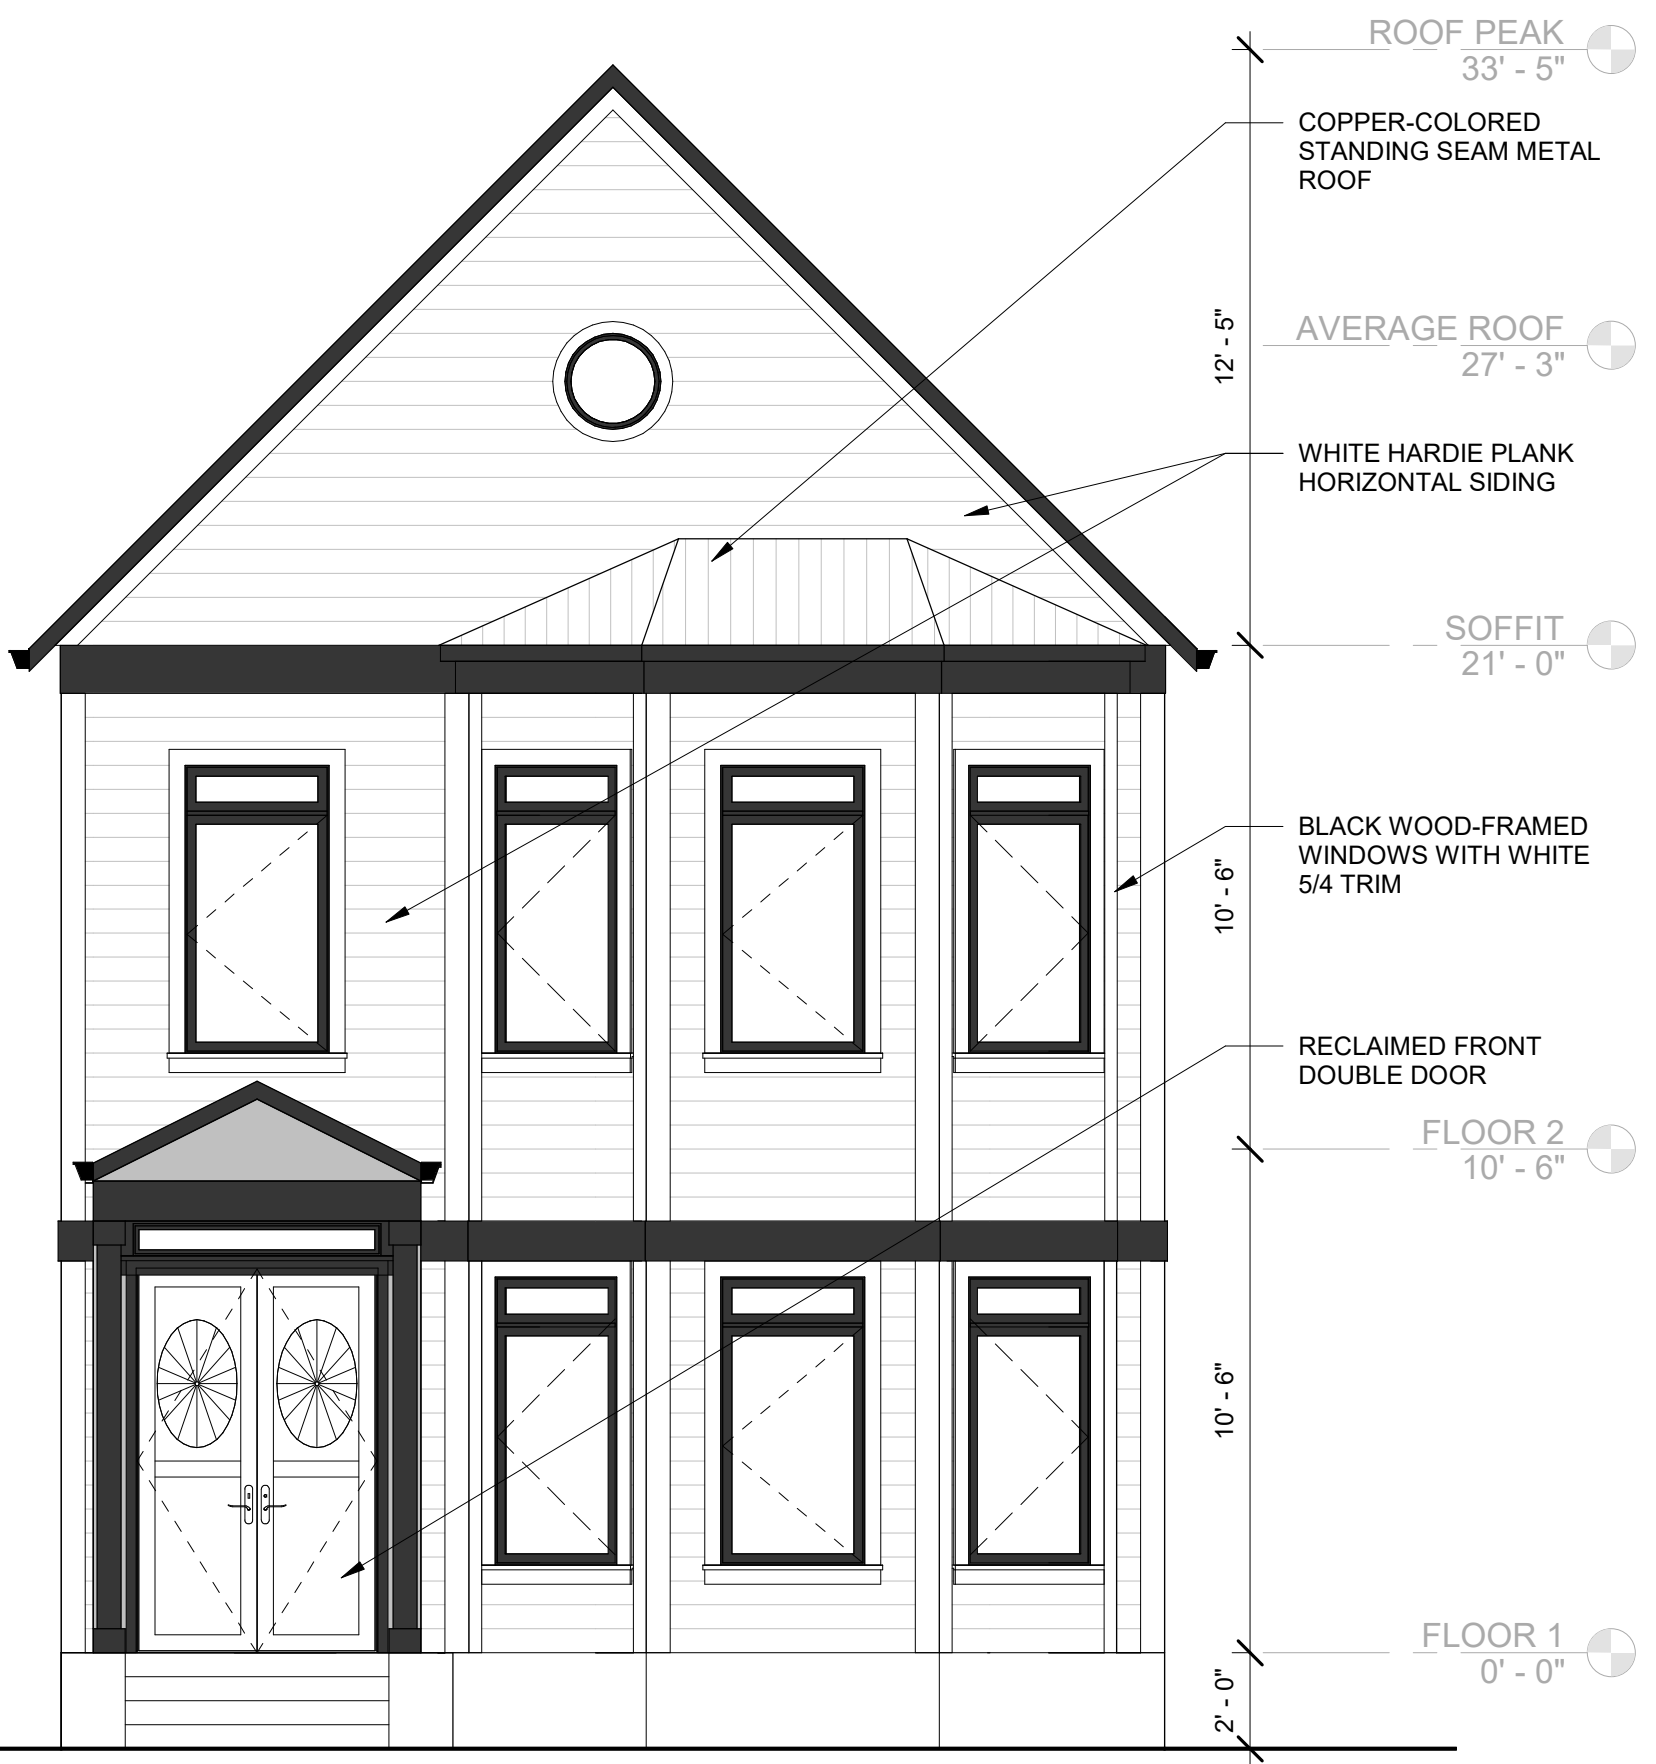 ROOF PEAK
33' - 5"
COPPER-COLORED
STANDING SEAM METAL
ROOF
12' - 5"
AVERAGE ROOF
27' - 3"
WHITE HARDIE PLANK
HORIZONTAL SIDING
SOFFIT
21' - 0"
BLACK WOOD-FRAMED
WINDOWS WITH WHITE
5/4 TRIM
10' - 6"
RECLAIMED FRONT
DOUBLE DOOR
FLOOR 2
10' - 6"
10' - 6"
FLOOR 1
0' - 0"
2' - 0"